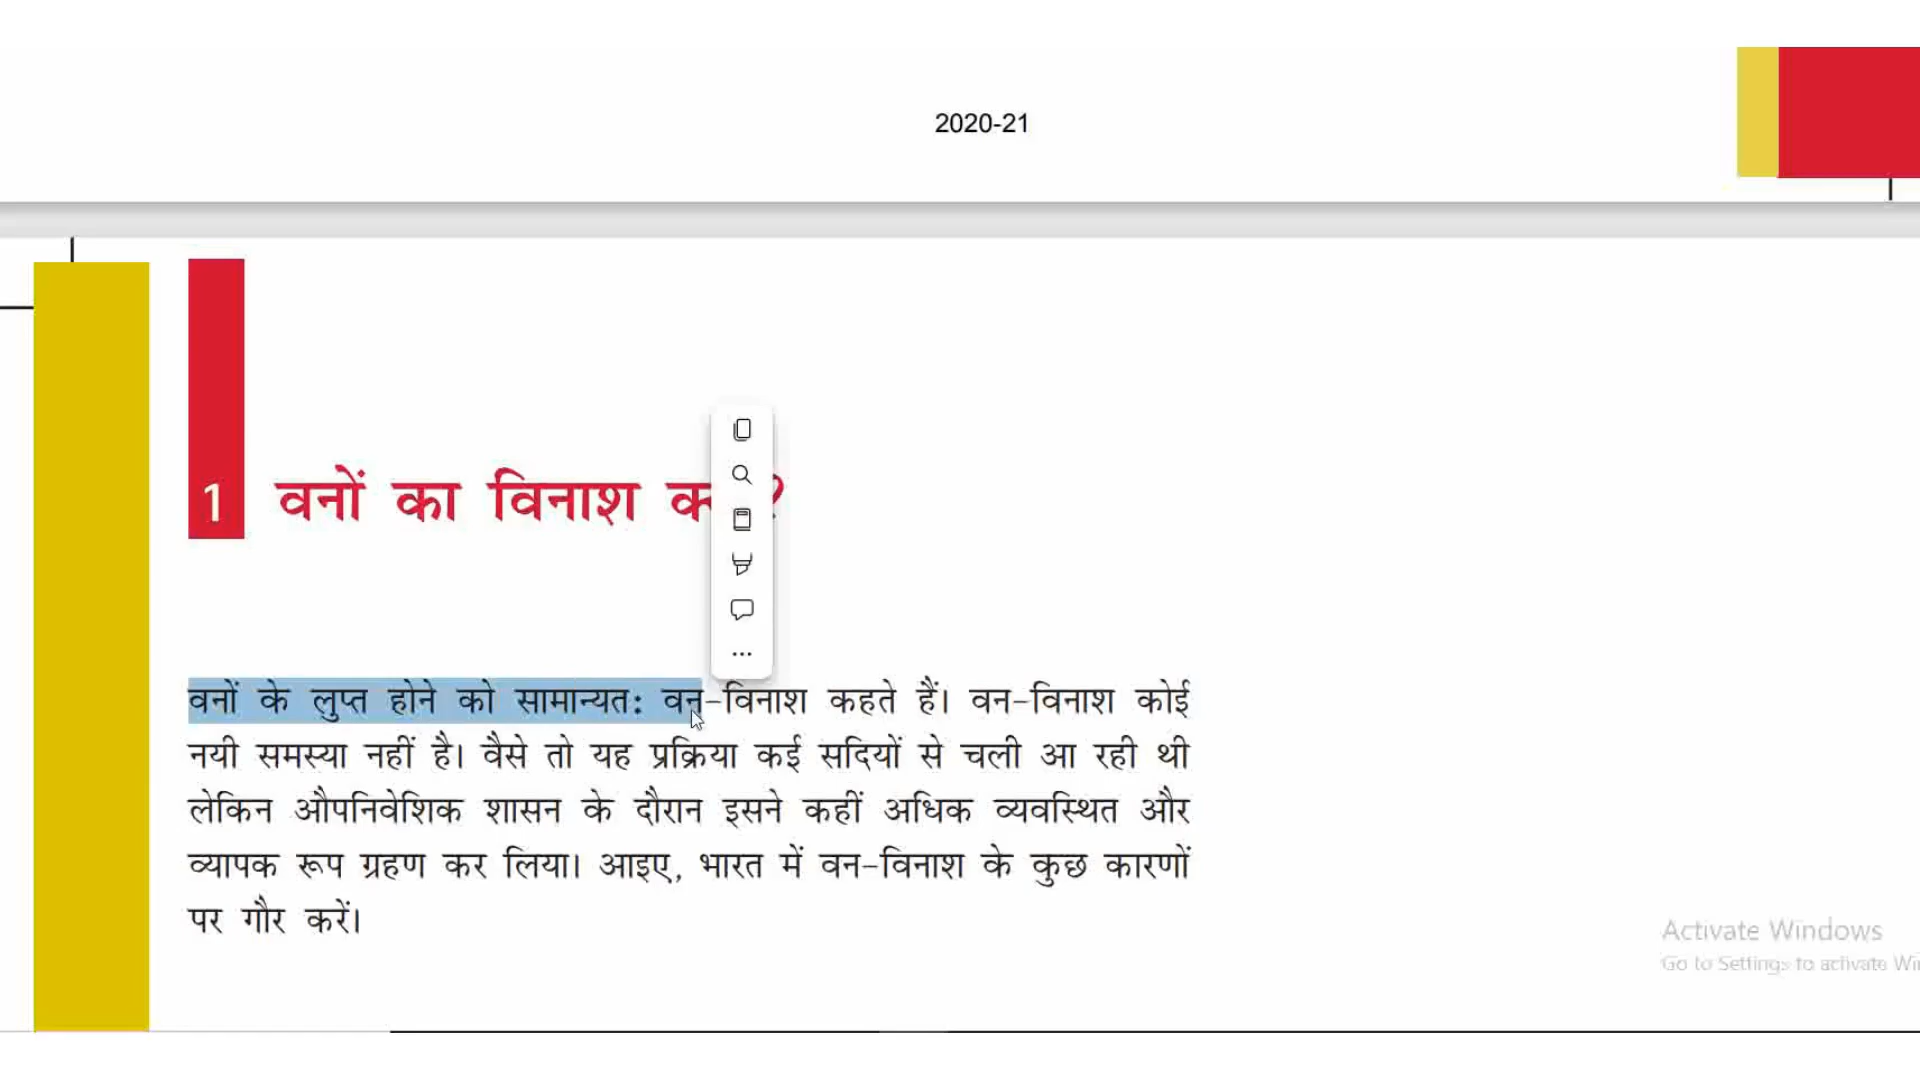 2020-21
1 वनों का विनाश ?
वनों के लुप्त होने को सामान्यतः वन-विनाश कहते हैं। वन-विनाश कोई
नयी समस्या नहीं है। वैसे तो यह प्रक्रिया कई सदियों से चली आ रही थी
लेकिन औपनिवेशिक शासन के दौरान इसने कहीं अधिक व्यवस्थित और
व्यापक रूप ग्रहण कर लिया। आइए, भारत में वन-विनाश के कुछ कारणों
पर गौर करें।
Activate Windows
Go to Settings to activate